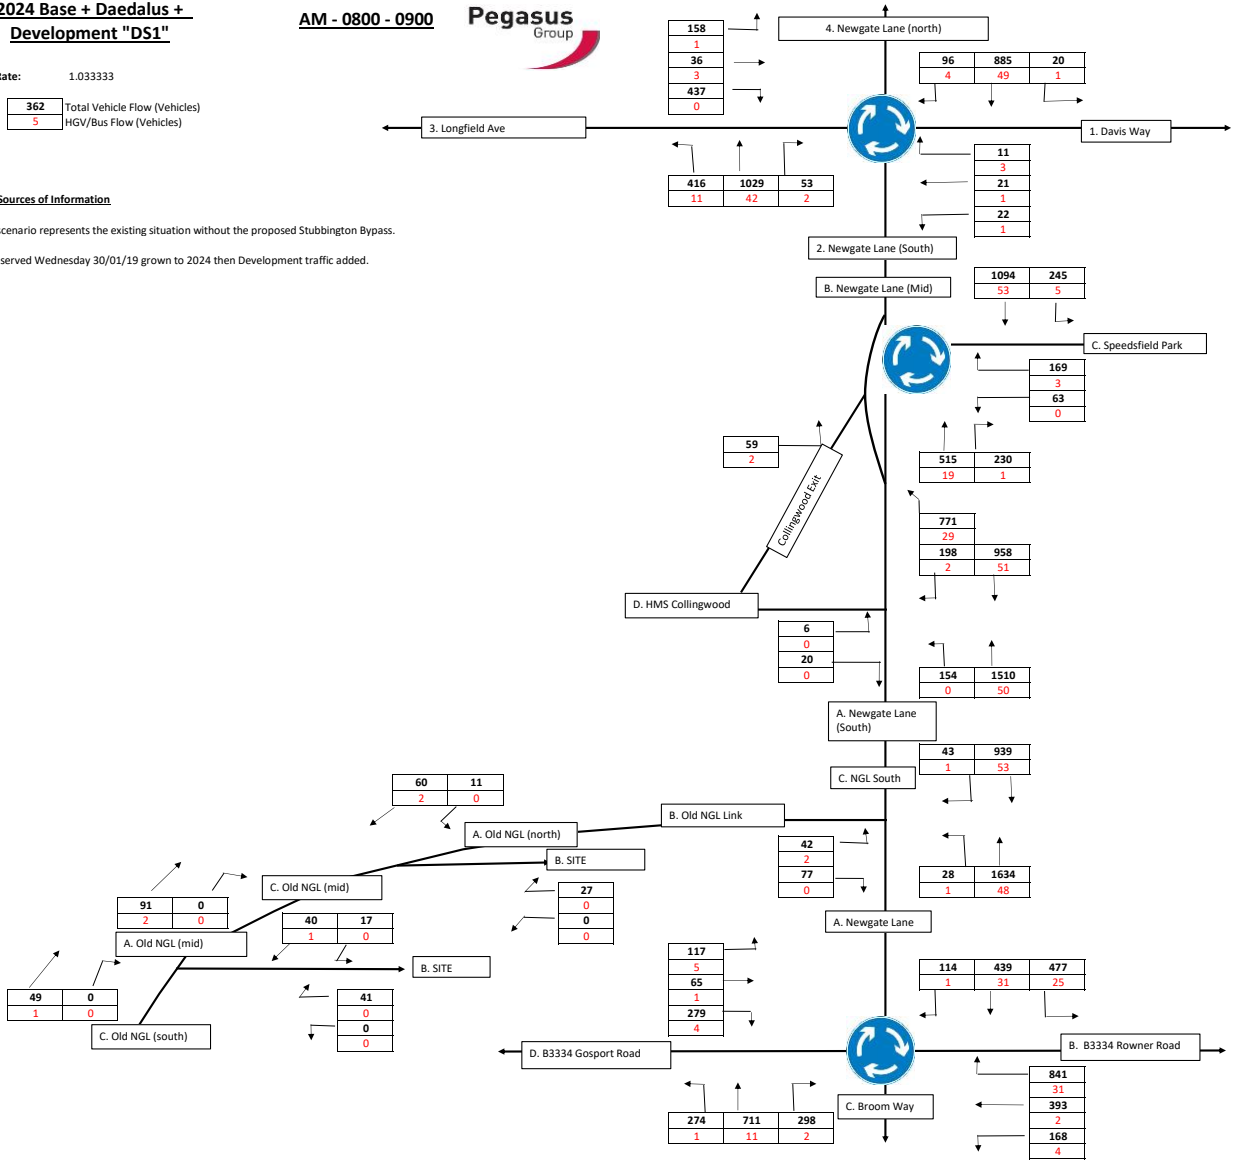 2024 Base + Daedalus +
Development "DS1"
AM - 0800 - 0900
Pegasus
Group
Rate: 1.033333
362 Total Vehicle Flow (Vehicles)
5 HGV/Bus Flow (Vehicles)
Sources of Information
scenario represents the existing situation without the proposed Stubbington Bypass.
served Wednesday 30/01/19 grown to 2024 then Development traffic added.
158
1
36
3
437
0
4. Newgate Lane (north)
96 885 20
4 49 1
3. Longfield Ave
1. Davis Way
416 1029 53
11 42 2
11
3
21
1
22
1
2. Newgate Lane (South)
B. Newgate Lane (Mid)
1094 245
53 5
C. Speedsfield Park
169
3
63
0
59
2
515 230
19 1
Collingwood Exit
771
29
198 958
2 51
D. HMS Collingwood
6
0
20
0
154 1510
0 50
A. Newgate Lane
(South)
43 939
1 53
C. NGL South
60 11
2 0
B. Old NGL Link
A. Old NGL (north)
42
2
77
0
28 1634
1 48
B. SITE
C. Old NGL (mid)
27
0
0
0
91 0
2 0
40 17
1 0
A. Newgate Lane
A. Old NGL (mid)
B. SITE
49 0
1 0
41
0
0
0
C. Old NGL (south)
117
5
65
1
279
4
114 439 477
1 31 25
D. B3334 Gosport Road
B. B3334 Rowner Road
841
31
393
2
168
4
C. Broom Way
274 711 298
1 11 2